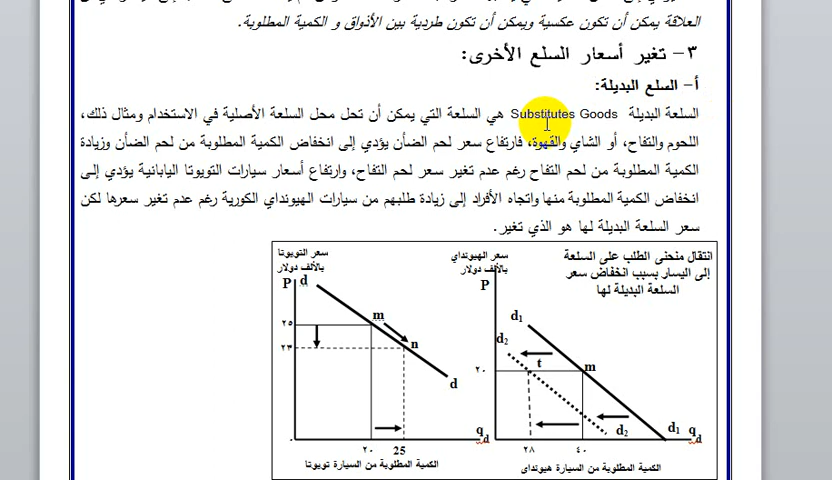 العلاقة يمكن أن تكون عكسية ويمكن أن تكون طردية بين الأذواق و الكمية المطلوبة.
٣- تغير أسعار السلع الأخرى:
أ- السلع البديلة:
السلعة البديلة Substitutes Goods هي السلعة التي يمكن أن تحل محل السلعة الأصلية في الاستخدام ومثال ذلك،
اللحوم والتفاح، أو الشاي والقهوة، فارتفاع سعر لحم الضأن يؤدي إلى انخفاض الكمية المطلوبة من لحم الضأن وزيادة
الكمية المطلوبة من لحم التفاح رغم عدم تغير سعر لحم التفاح، وارتفاع أسعار سيارات التويوتا اليابانية يؤدي إلى
انخفاض الكمية المطلوبة منها واتجاه الأفراد إلى زيادة طلبهم من سيارات الهيونداي الكورية رغم عدم تغير سعرها لكن
سعر السلعة البديلة لها هو الذي تغير.
انتقال منحنى الطلب على السلعة
إلى اليسار بسبب انخفاض سعر
السلعة البديلة لها
سعر الهيونداي
بالألف دولار
P
d₁
d₂
t
m
٢٠
d₂
d₁
q d
٢٨
٤٠
الكمية المطلوبة من السيارة هيونداى
سعر التويوتا
بالألف دولار
P
d
m
n
٢٥
٢٣
d
q d
٠
٢٠
25
الكمية المطلوبة من السيارة تويوتا